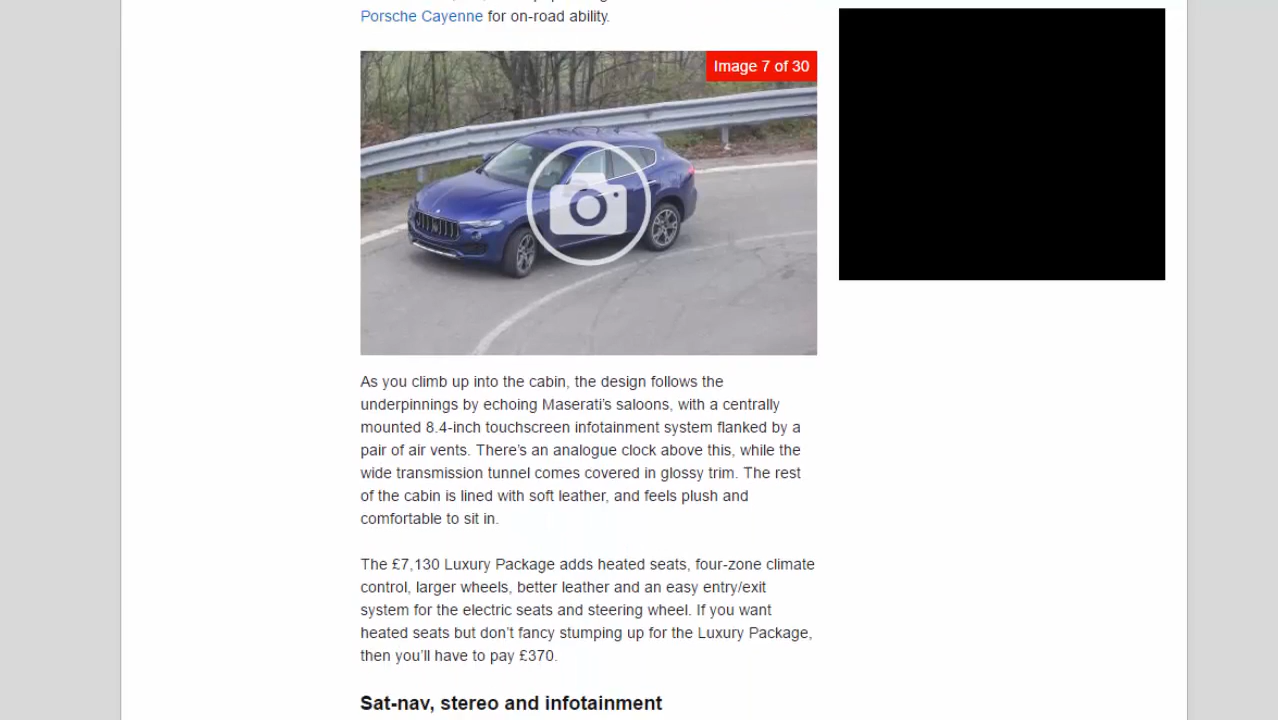 Porsche Cayenne for on-road ability.
Image 7 of 30
As you climb up into the cabin, the design follows the
underpinnings by echoing Maserati's saloons, with a centrally
mounted 8.4-inch touchscreen infotainment system flanked by a
pair of air vents. There's an analogue clock above this, while the
wide transmission tunnel comes covered in glossy trim. The rest
of the cabin is lined with soft leather, and feels plush and
comfortable to sit in.
The £7,130 Luxury Package adds heated seats, four-zone climate
control, larger wheels, better leather and an easy entry/exit
system for the electric seats and steering wheel. If you want
heated seats but don't fancy stumping up for the Luxury Package,
then you'll have to pay £370.
Sat-nav, stereo and infotainment